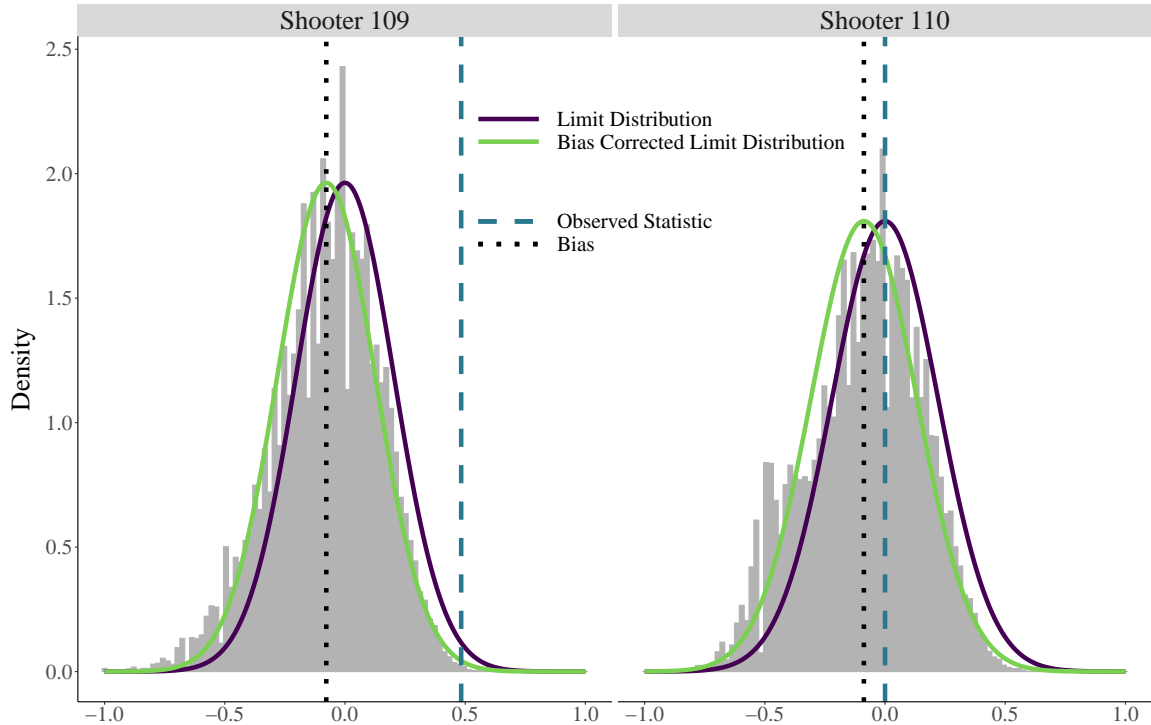 Shooter 109
Shooter 110
2.5
2.0
1.5
1.0
0.5
0.0
Density
Limit Distribution
Bias Corrected Limit Distribution
Observed Statistic
Bias
−1.0 −0.5 0.0 0.5 1.0
−1.0 −0.5 0.0 0.5 1.0